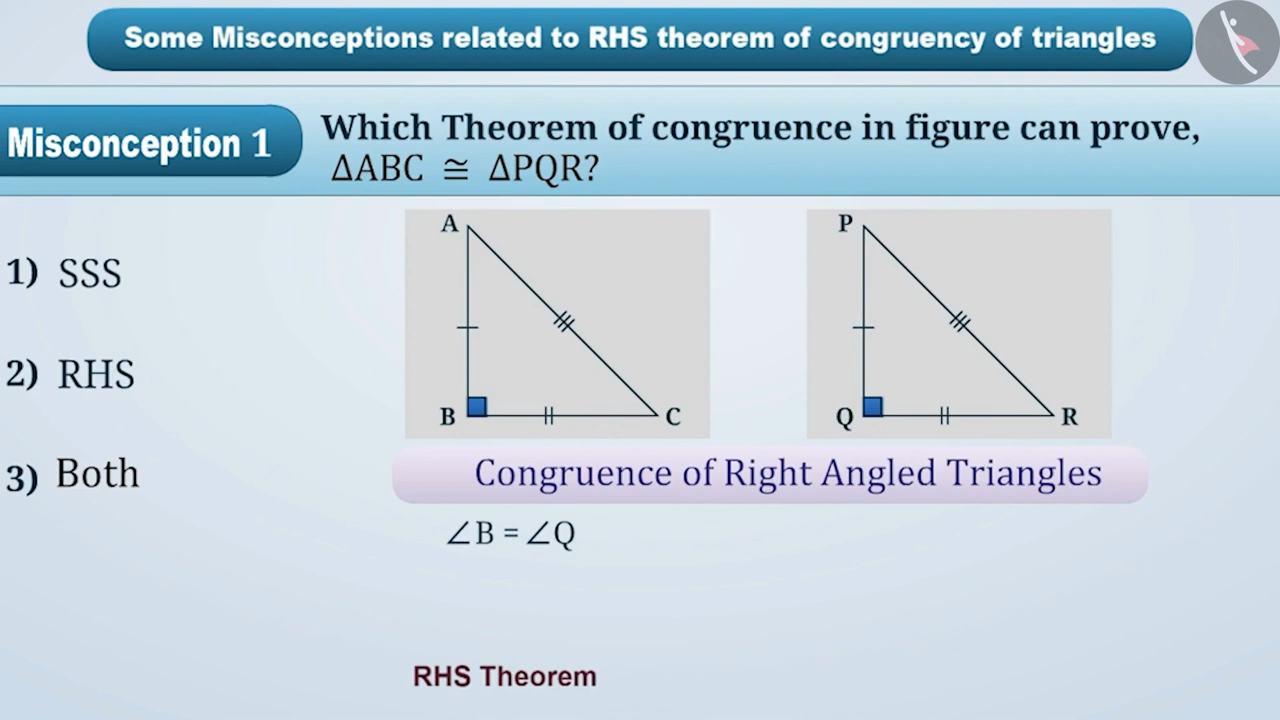 Some Misconceptions related to RHS theorem of congruency of triangles
Misconception 1
Which Theorem of congruence in figure can prove,
ΔABC ≅ ΔPQR?
1) SSS
2) RHS
3) Both
A
B
C
P
Q
R
Congruence of Right Angled Triangles
∠B = ∠Q
RHS Theorem